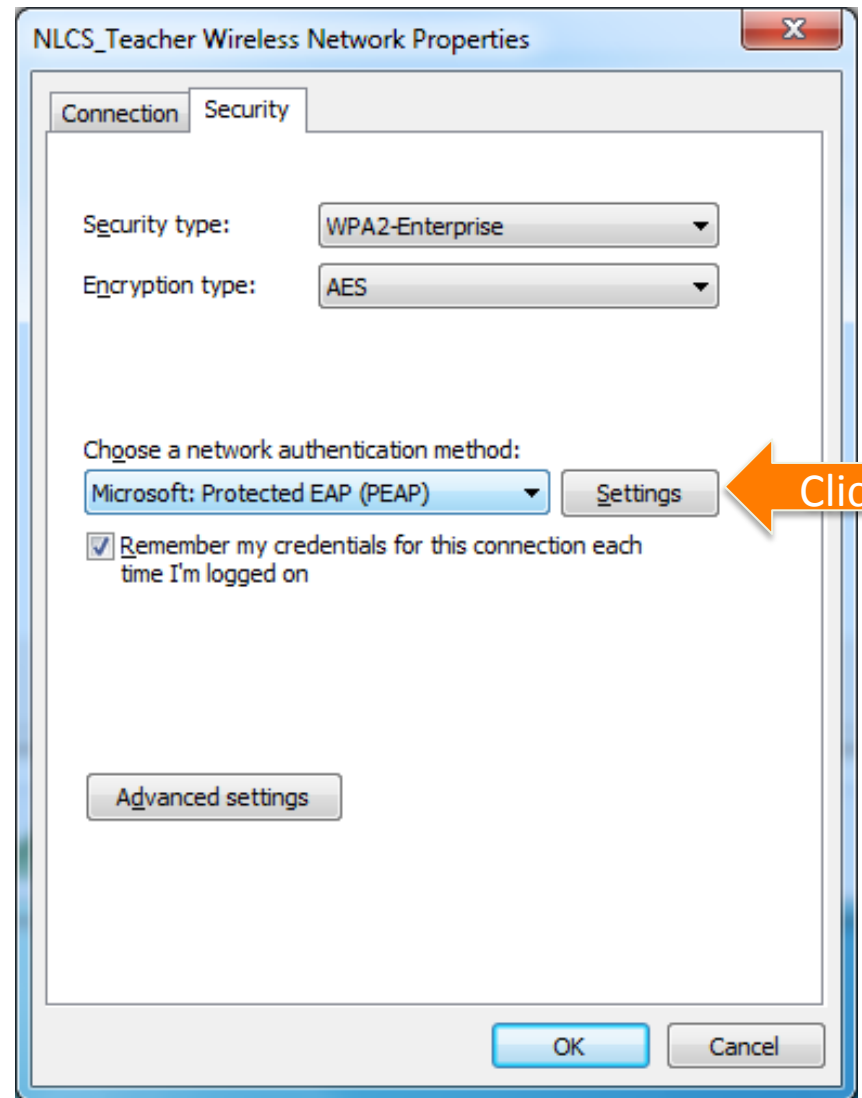 NLCS_Teacher Wireless Network Properties
Connection Security
Security type: WPA2-Enterprise
Encryption type: AES
Choose a network authentication method:
Microsoft: Protected EAP (PEAP) Settings
Remember my credentials for this connection each
time I'm logged on
Advanced settings
OK Cancel